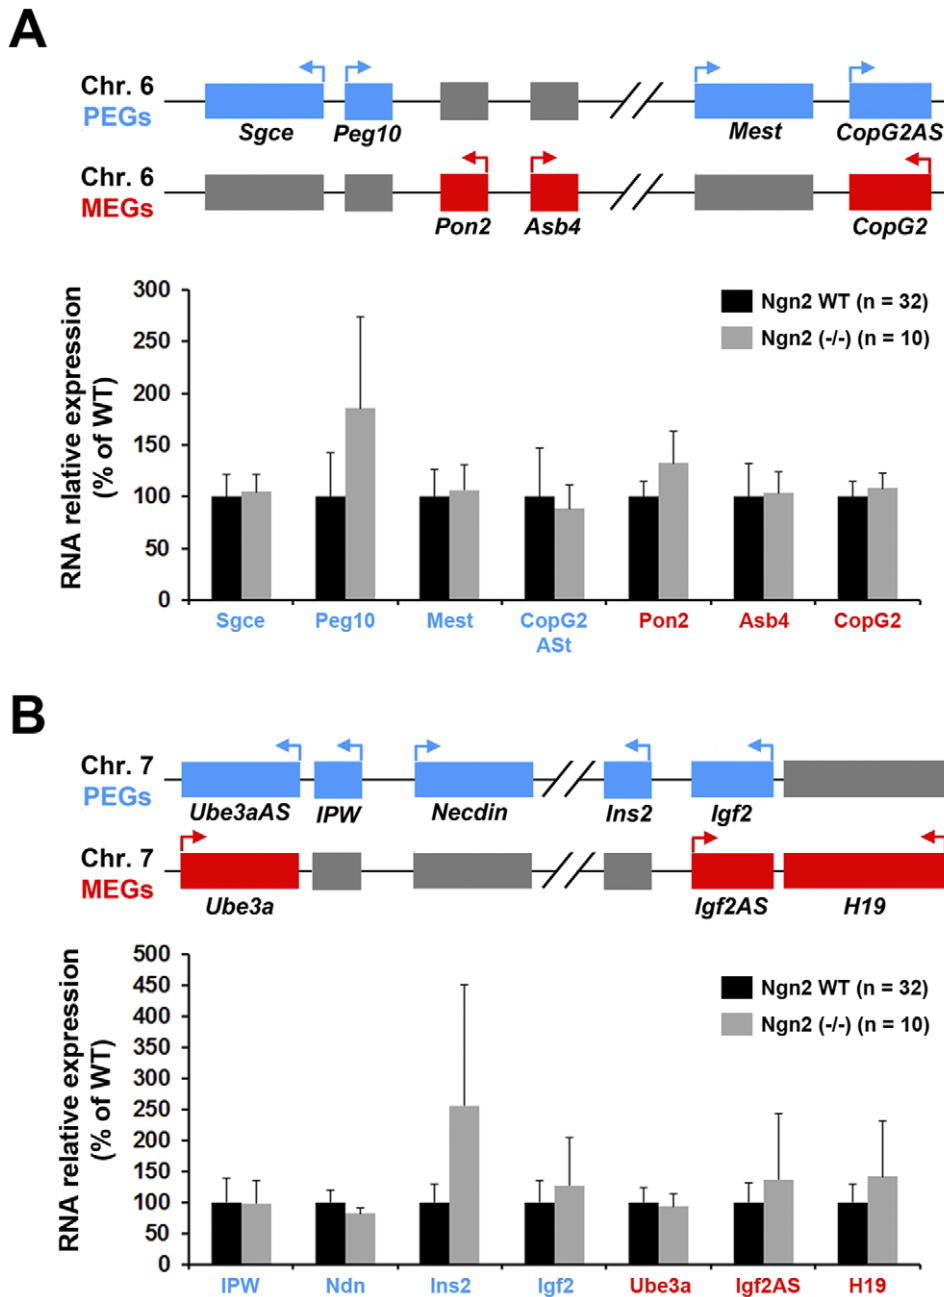 A
Chr. 6
PEGs
Sgce
Peg10
Mest
CopG2AS
Chr. 6
MEGs
Pon2
Asb4
CopG2
RNA relative expression
(% of WT)
300
250
200
150
100
50
0
Ngn2 WT (n = 32)
Ngn2 (-/-) (n = 10)
Sgce
Peg10
Mest
CopG2
ASt
Pon2
Asb4
CopG2
B
Chr. 7
PEGs
Ube3aAS
IPW
Necdin
Ins2
Igf2
Chr. 7
MEGs
Ube3a
Igf2AS
H19
RNA relative expression
(% of WT)
500
450
400
350
300
250
200
150
100
50
0
Ngn2 WT (n = 32)
Ngn2 (-/-) (n = 10)
IPW
Ndn
Ins2
Igf2
Ube3a
Igf2AS
H19